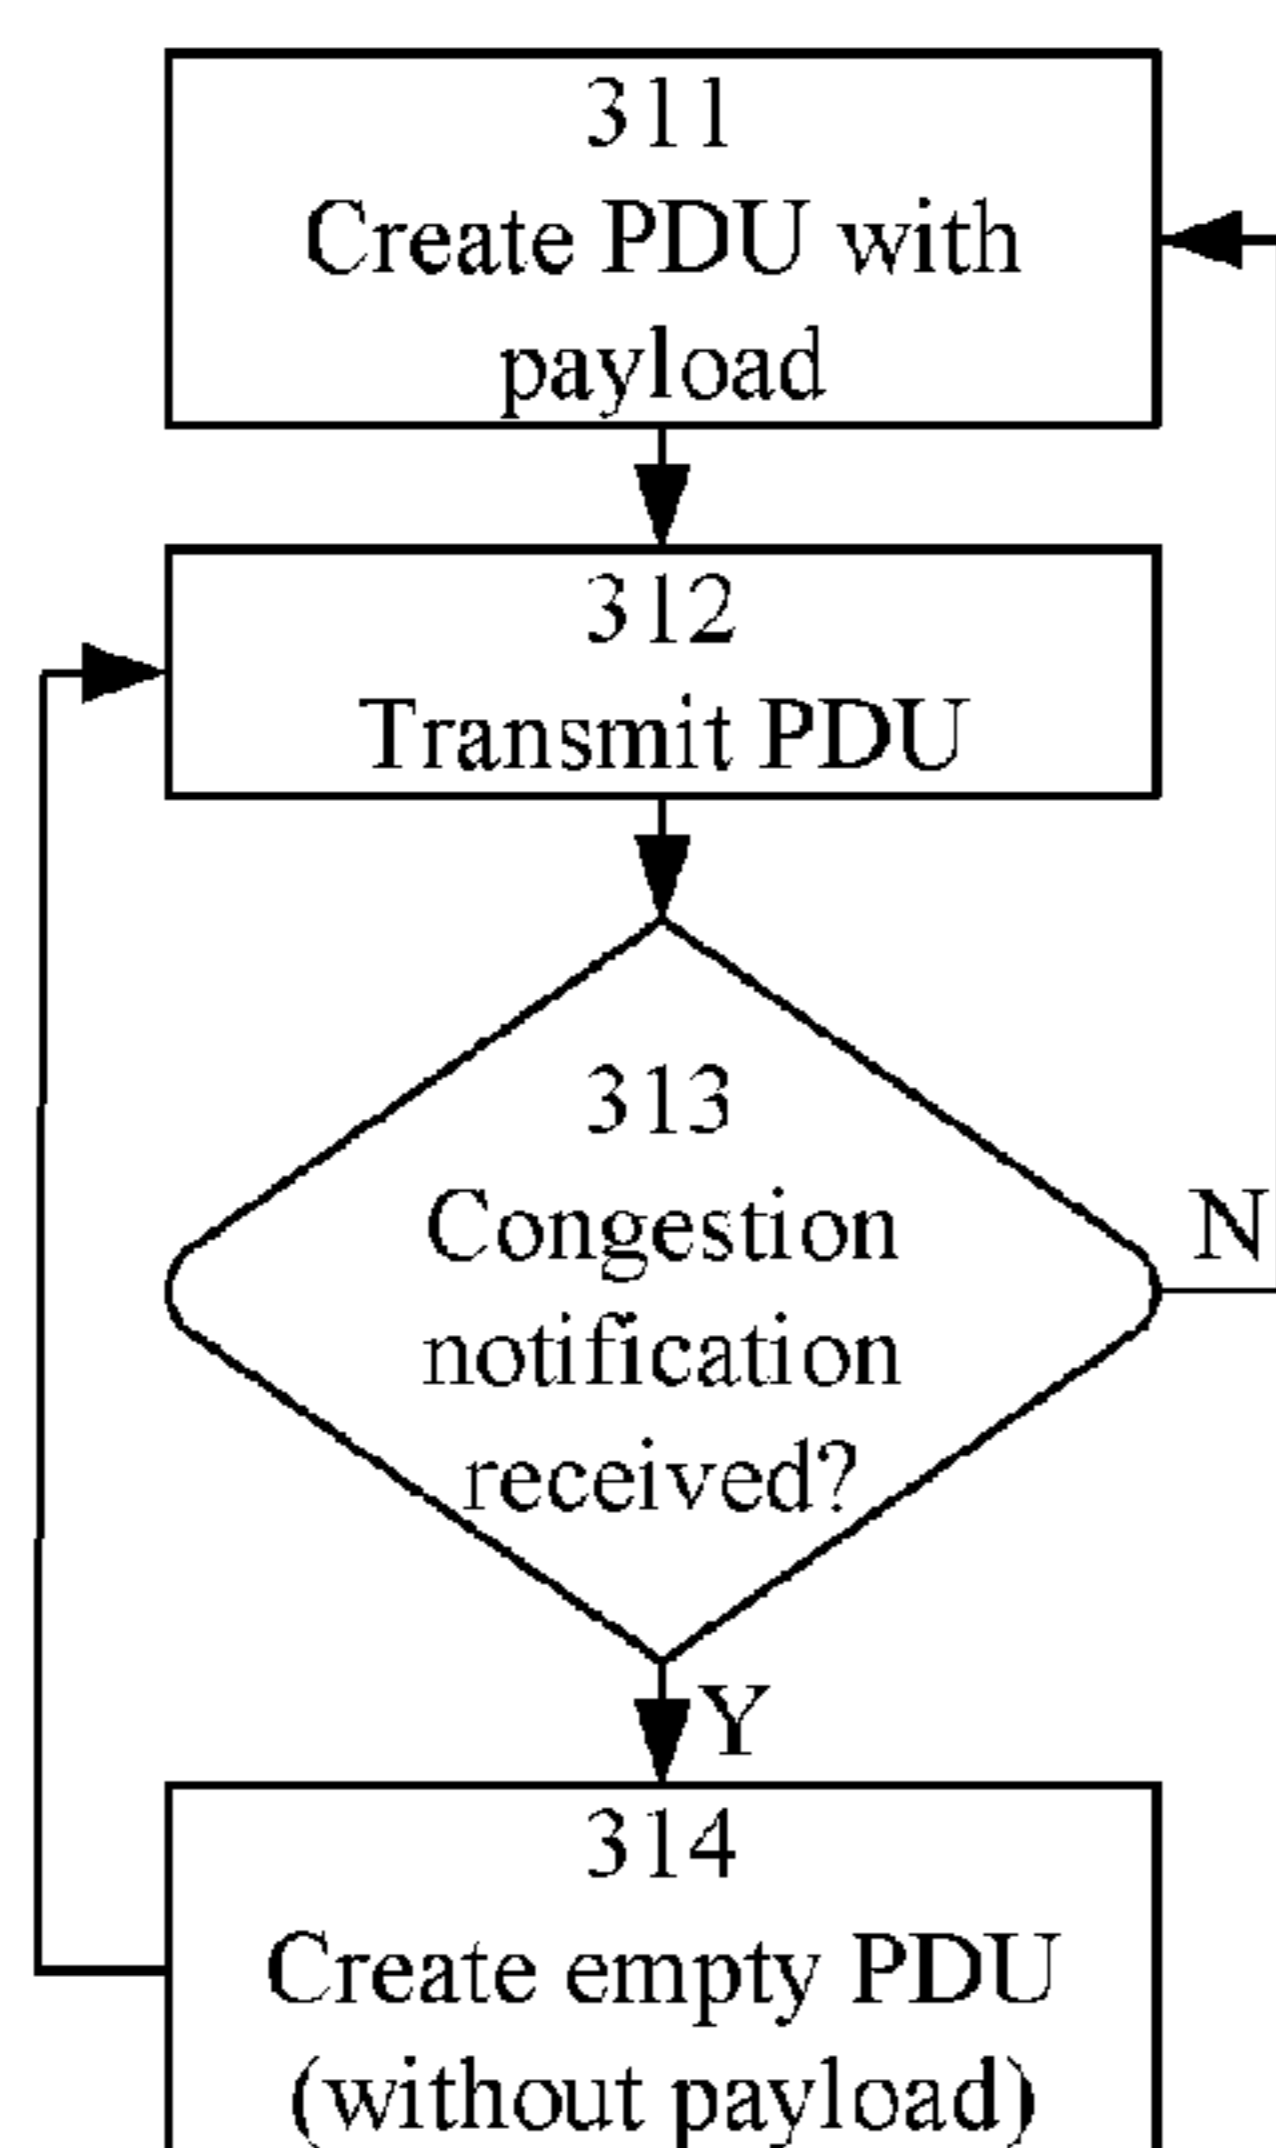 311
Create PDU with
payload
312
Transmit PDU
313
Congestion
notification
received?
N
Y
314
Create empty PDU
(without payload)